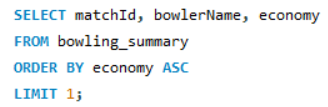 SELECT matchId, bowlerName, economy
FROM bowling_summary
ORDER BY economy ASC
LIMIT 1;